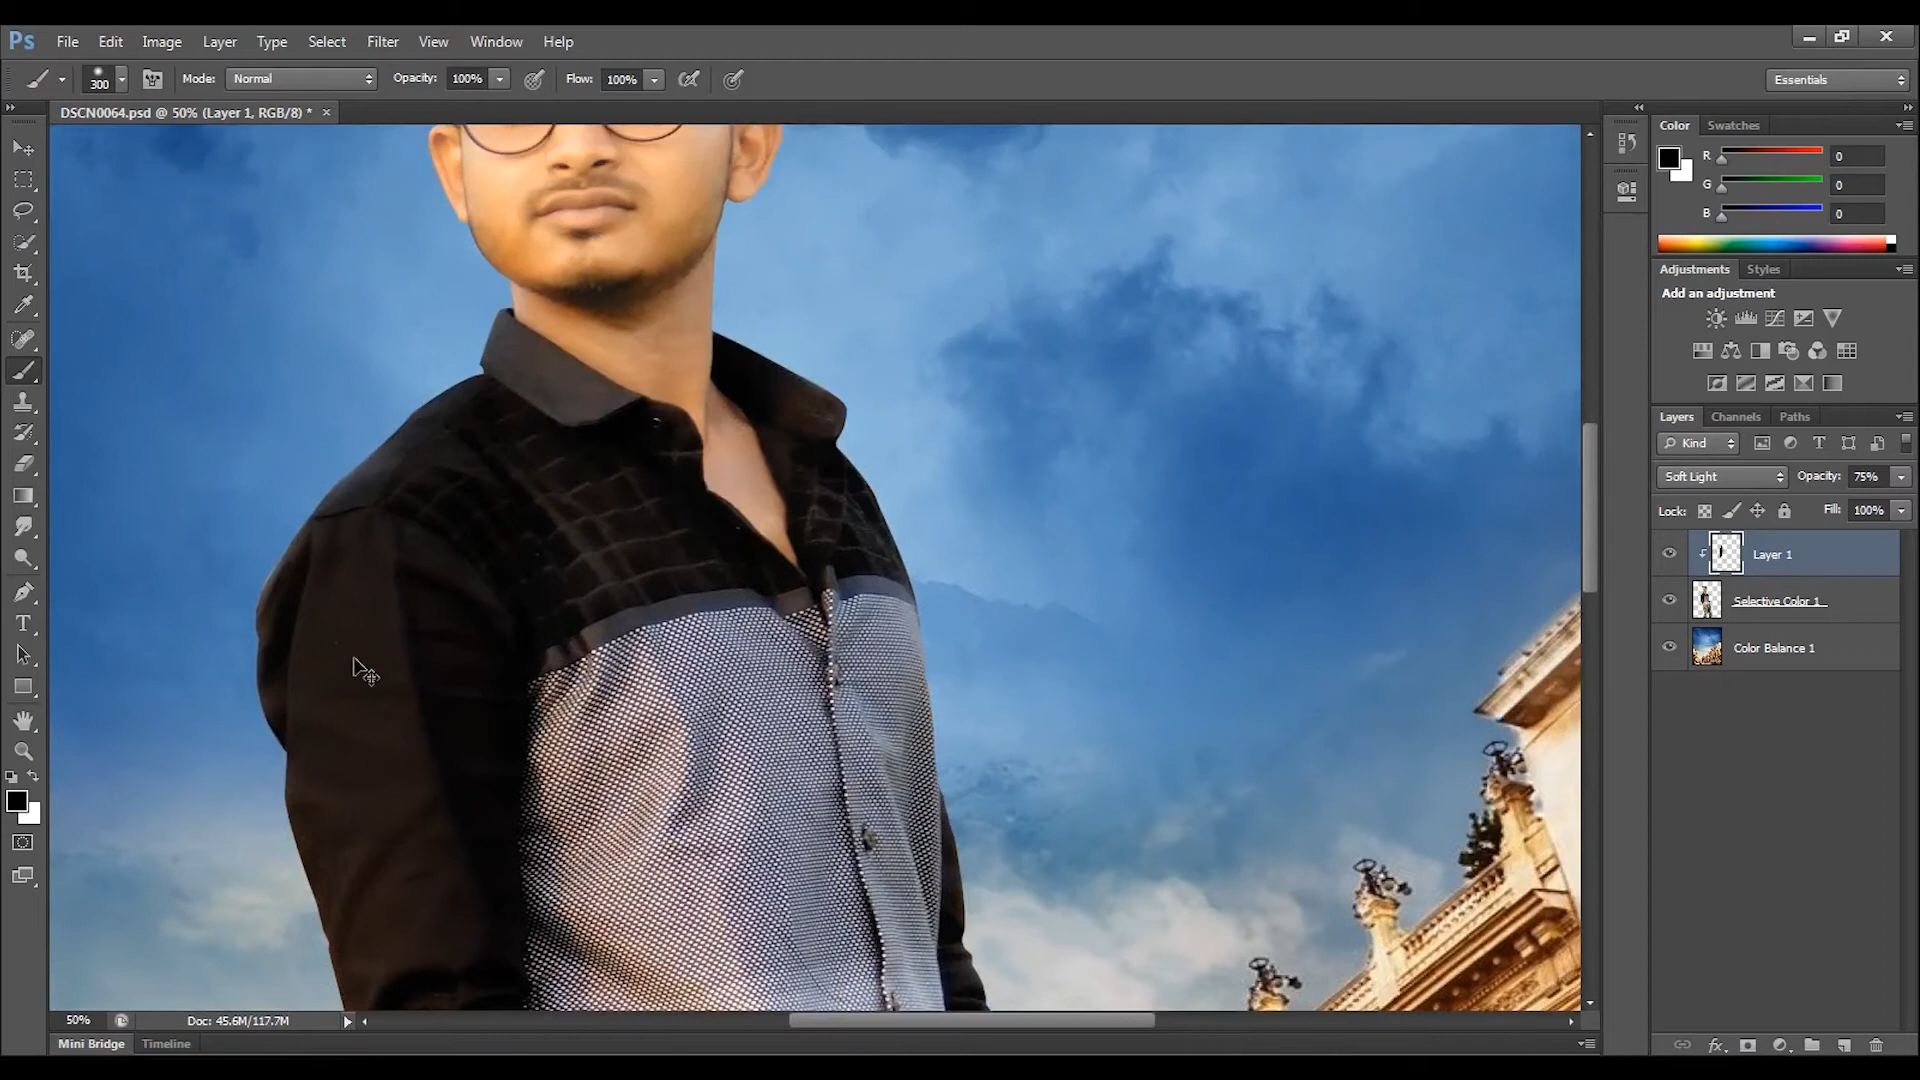 Ps File Edit Image Layer Type Select Filter View Window Help
300 Mode: Normal Opacity: 100% Flow: 100% Essentials
DSCN0064.psd @ 50% (Layer 1, RGB/8) * ×
Color Swatches
R 0
G 0
B 0
Adjustments Styles
Add an adjustment
Layers Channels Paths
Kind T
Soft Light Opacity: 75%
Lock: Fill: 100%
Layer 1
Selective Color 1
Color Balance 1
50% Doc: 45.6M/117.7M
Mini Bridge Timeline
fx